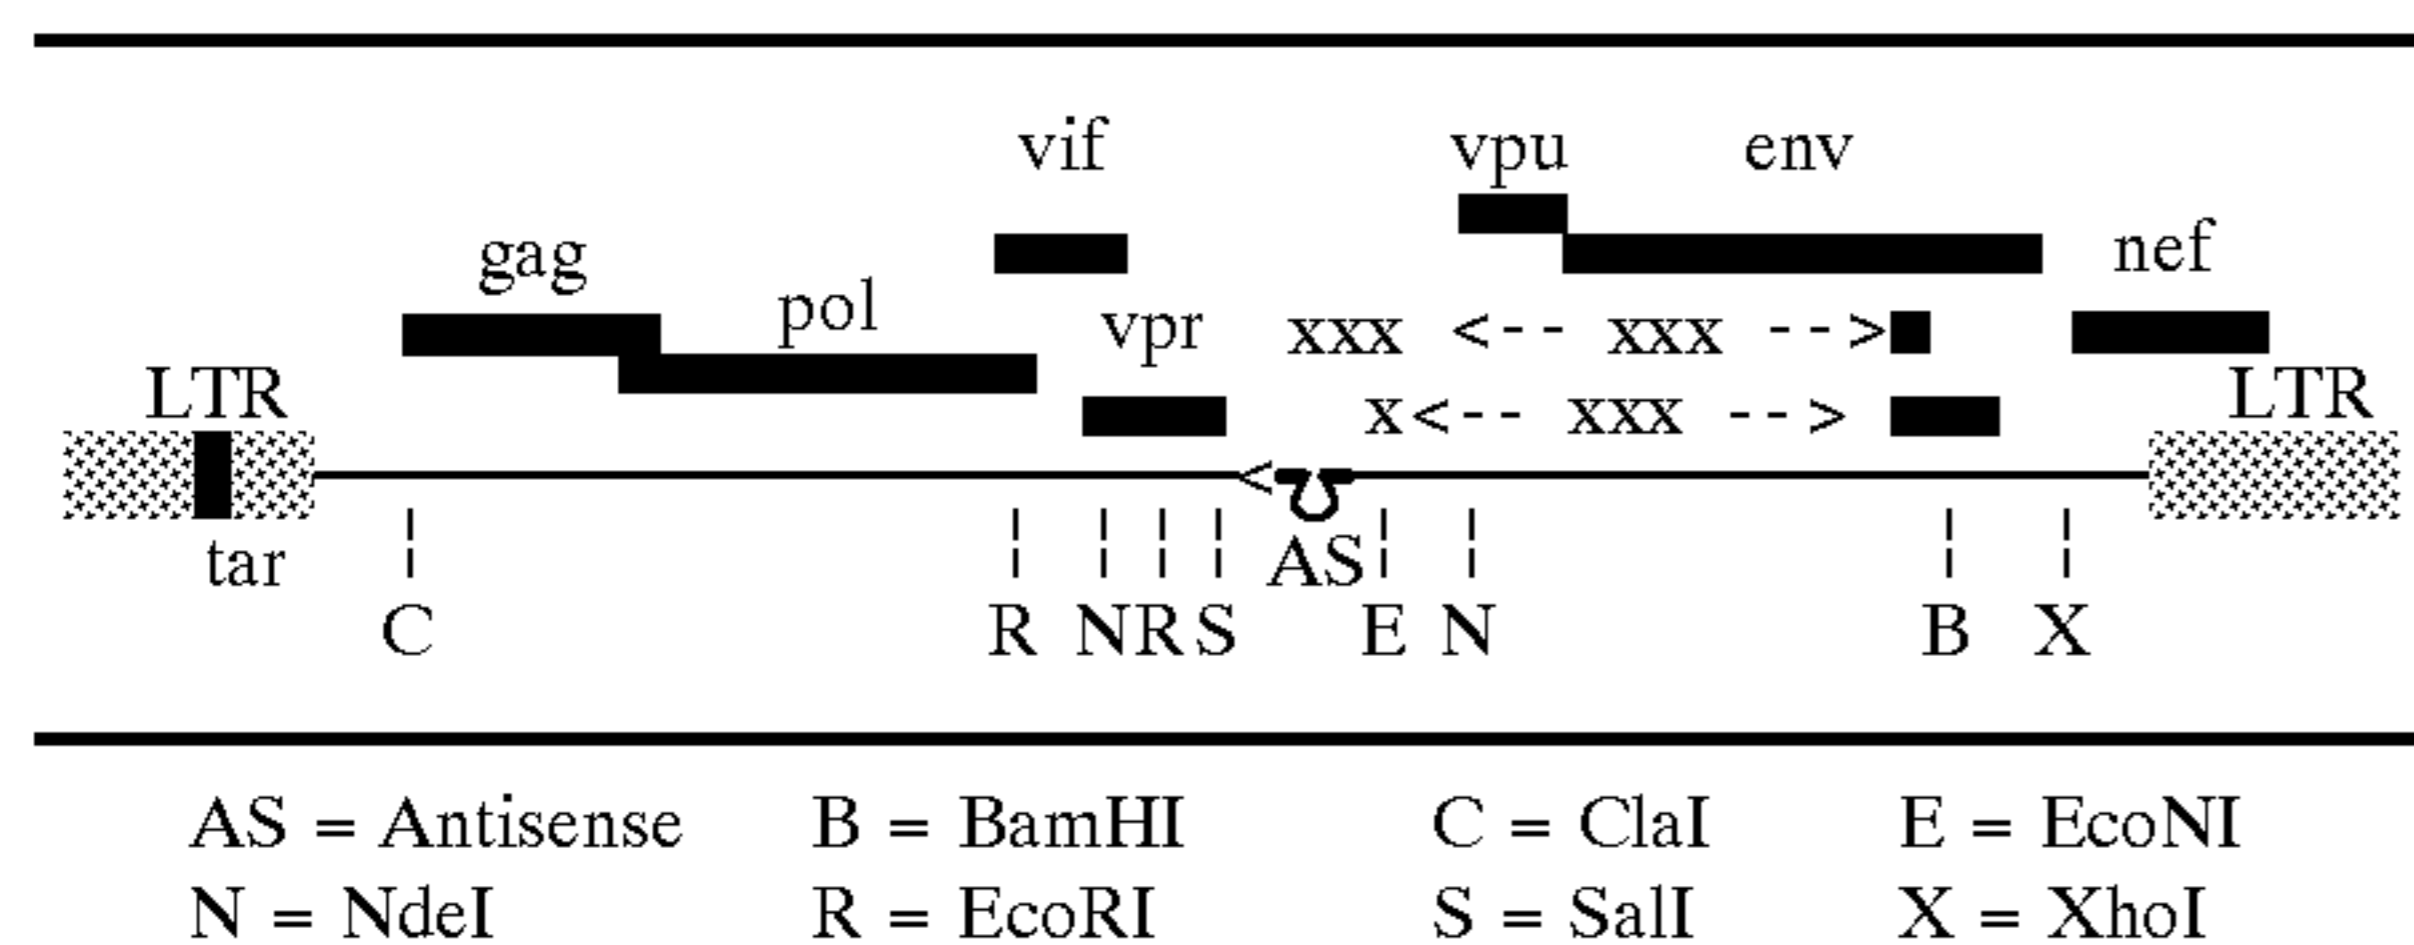 vif vpu env
gag nef
pol
vpr xxx <-- xxx -->
LTR LTR
x<-- xxx -->
<
tar AS
C R N R S E N B X
AS = Antisense B = BamHI C = ClaI E = EcoNI
N = NdeI R = EcoRI S = SalI X = XhoI